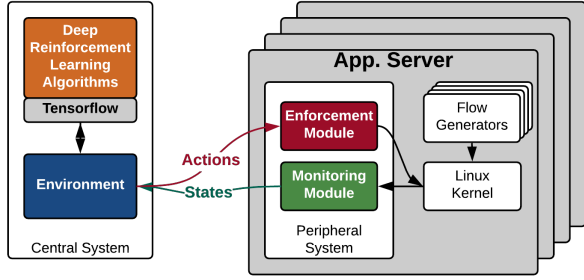 Deep
Reinforcement
Learning
Algorithms
Tensorflow
Environment
Central System
Actions
States
App. Server
Enforcement
Module
Monitoring
Module
Peripheral
System
Flow
Generators
Linux
Kernel